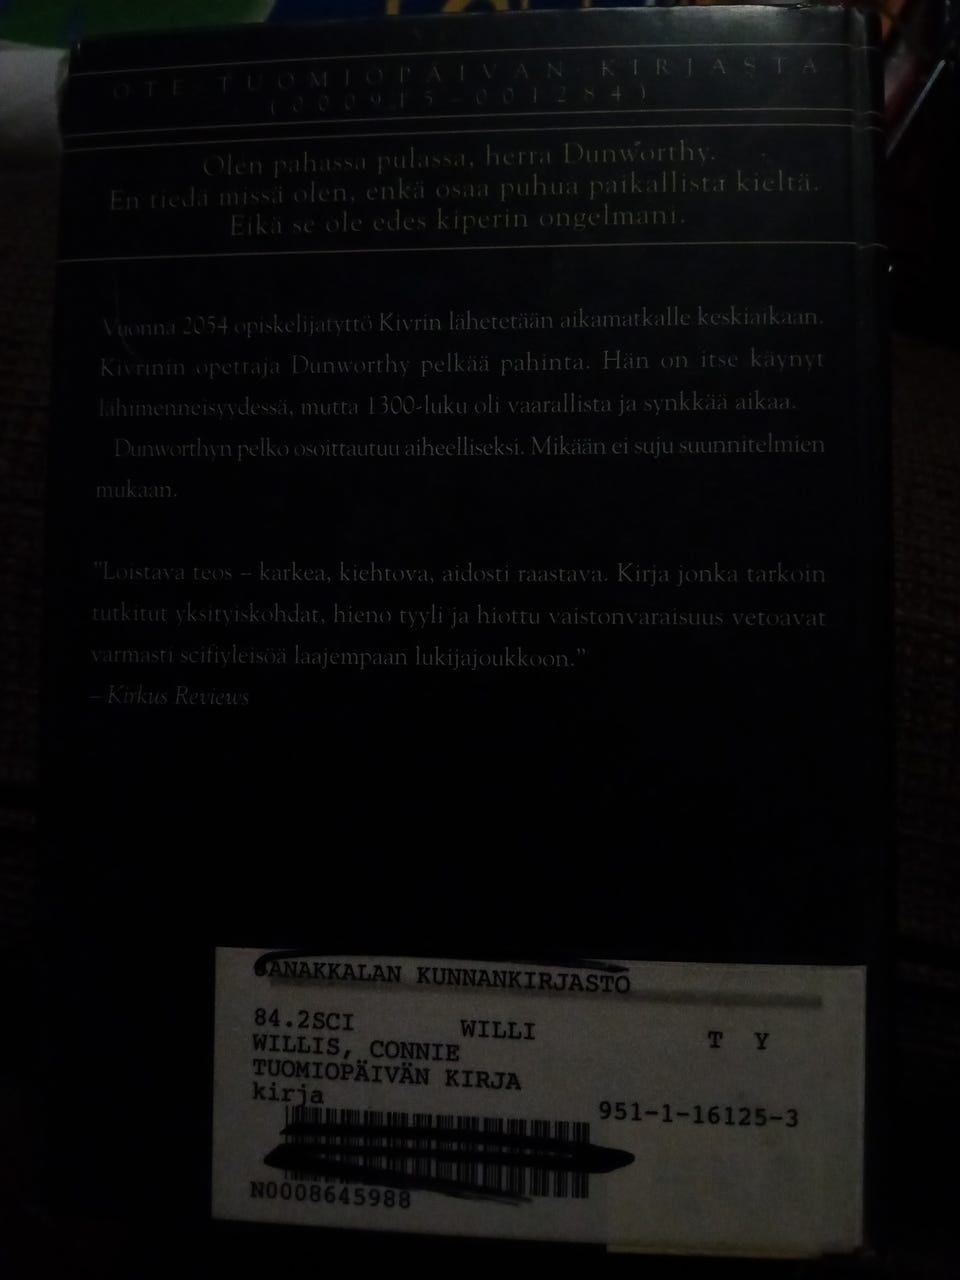 OTE TUOMIOPÄIVÄN KIRJASTA
(000915-001284)
Olen pahassa pulassa, herra Dunworthy.
En tiedä missä olen, enkä osaa puhua paikallista kieltä.
Eikä se ole edes kiperin ongelmani.
Vuonna 2054 opiskelijatyttö Kivrin lähetetään aikamatkalle keskiaikaan.
Kivrinin opettaja Dunworthy pelkää pahinta. Hän on itse käynyt
lähimenneisyydessä, mutta 1300-luku oli vaarallista ja synkkää aikaa.
Dunworthyn pelko osoittautuu aiheelliseksi. Mikään ei suju suunnitelmien
mukaan.
"Loistava teos – karkea, kiehtova, aidosti raastava. Kirja jonka tarkoin
tutkitut yksityiskohdat, hieno tyyli ja hiottu vaistonvaraisuus vetoavat
varmasti scifiyleisöä laajempaan lukijajoukkoon."
– Kirkus Reviews
JANAKKALAN KUNNANKIRJASTO
84.2SCI WILLI T Y
WILLIS, CONNIE
TUOMIOPÄIVÄN KIRJA
kirja
951-1-16125-3
N0008645988